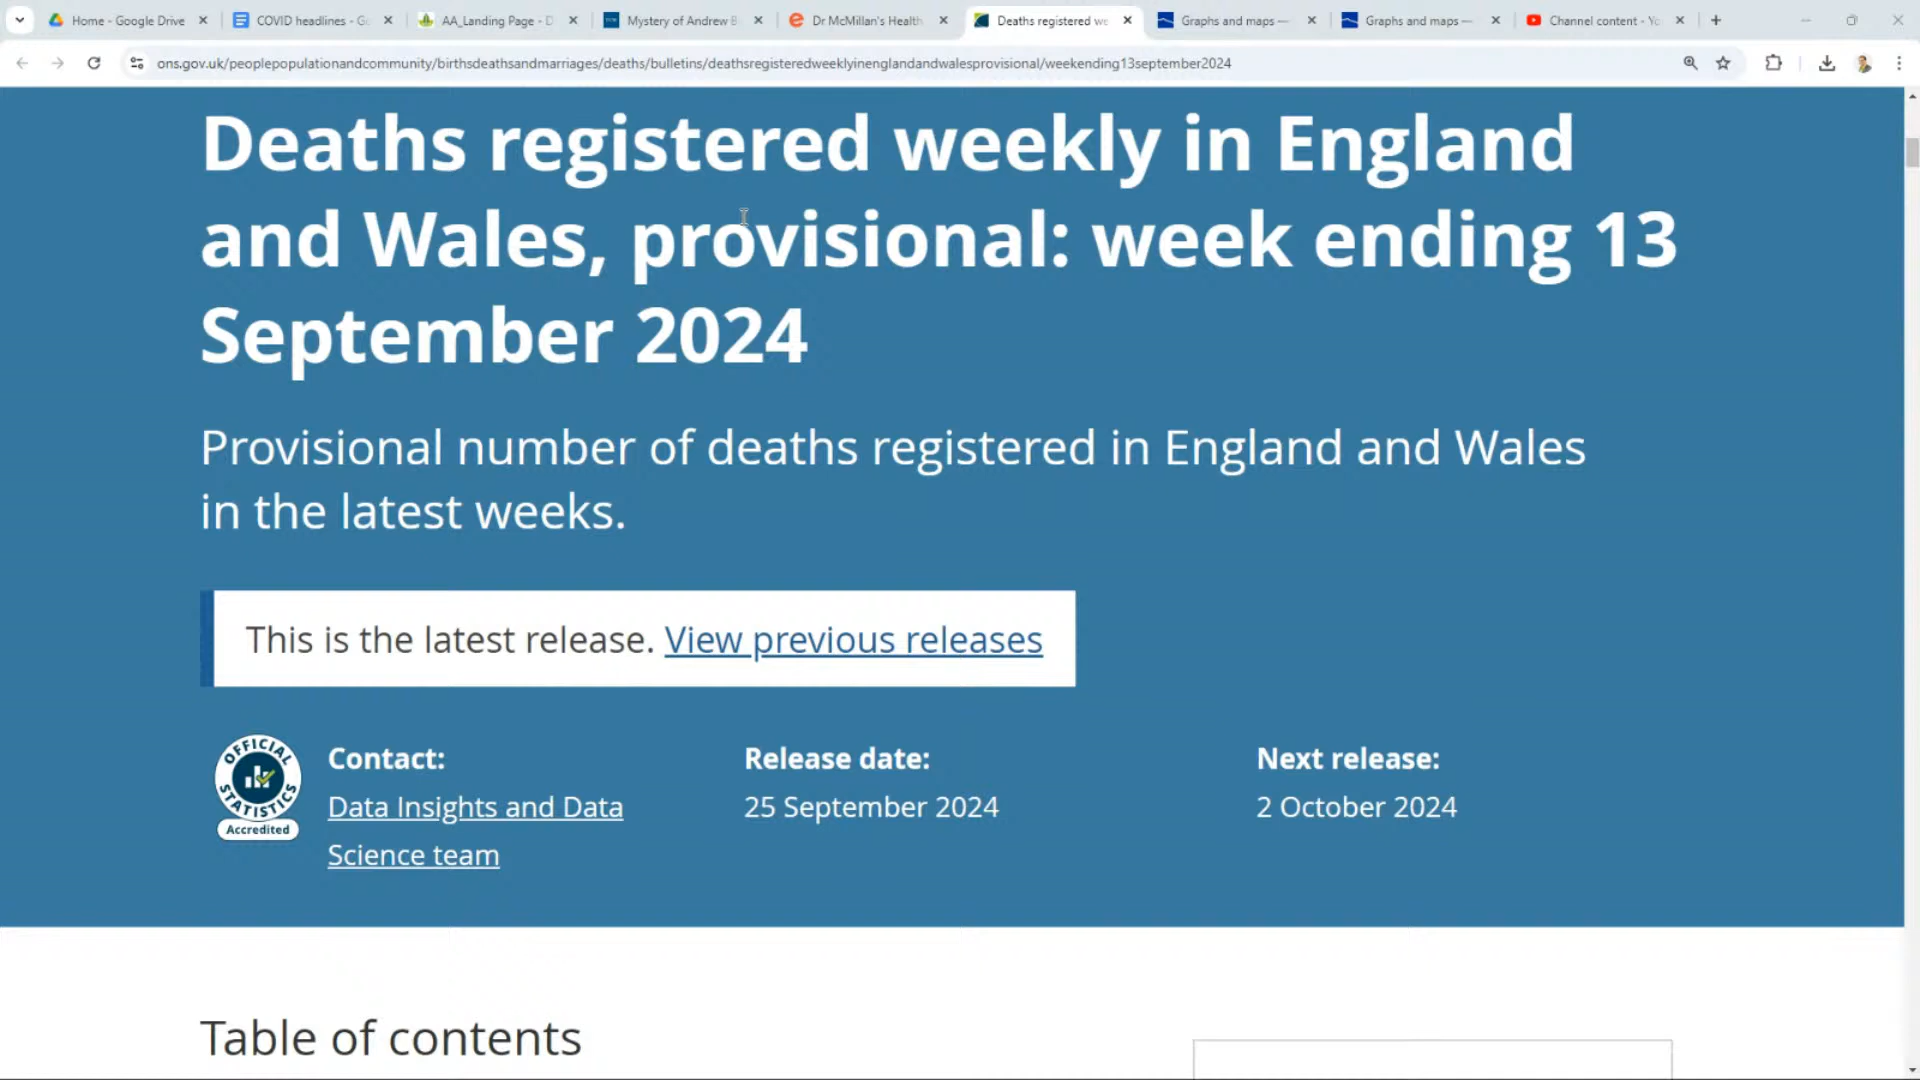 Home - Google Drive
COVID headlines - G
AA_Landing Page - D
Mystery of Andrew B
Dr McMillan's Health
Deaths registered we
Graphs and maps —
Graphs and maps —
Channel content - Yo
ons.gov.uk/peoplepopulationandcommunity/birthsdeathsandmarriages/deaths/bulletins/deathsregisteredweeklyinenglandandwalesprovisional/weekending13september2024
Deaths registered weekly in England
and Wales, provisional: week ending 13
September 2024
Provisional number of deaths registered in England and Wales
in the latest weeks.
This is the latest release. View previous releases
OFFICIAL STATISTICS
Accredited
Contact:
Data Insights and Data
Science team
Release date:
25 September 2024
Next release:
2 October 2024
Table of contents